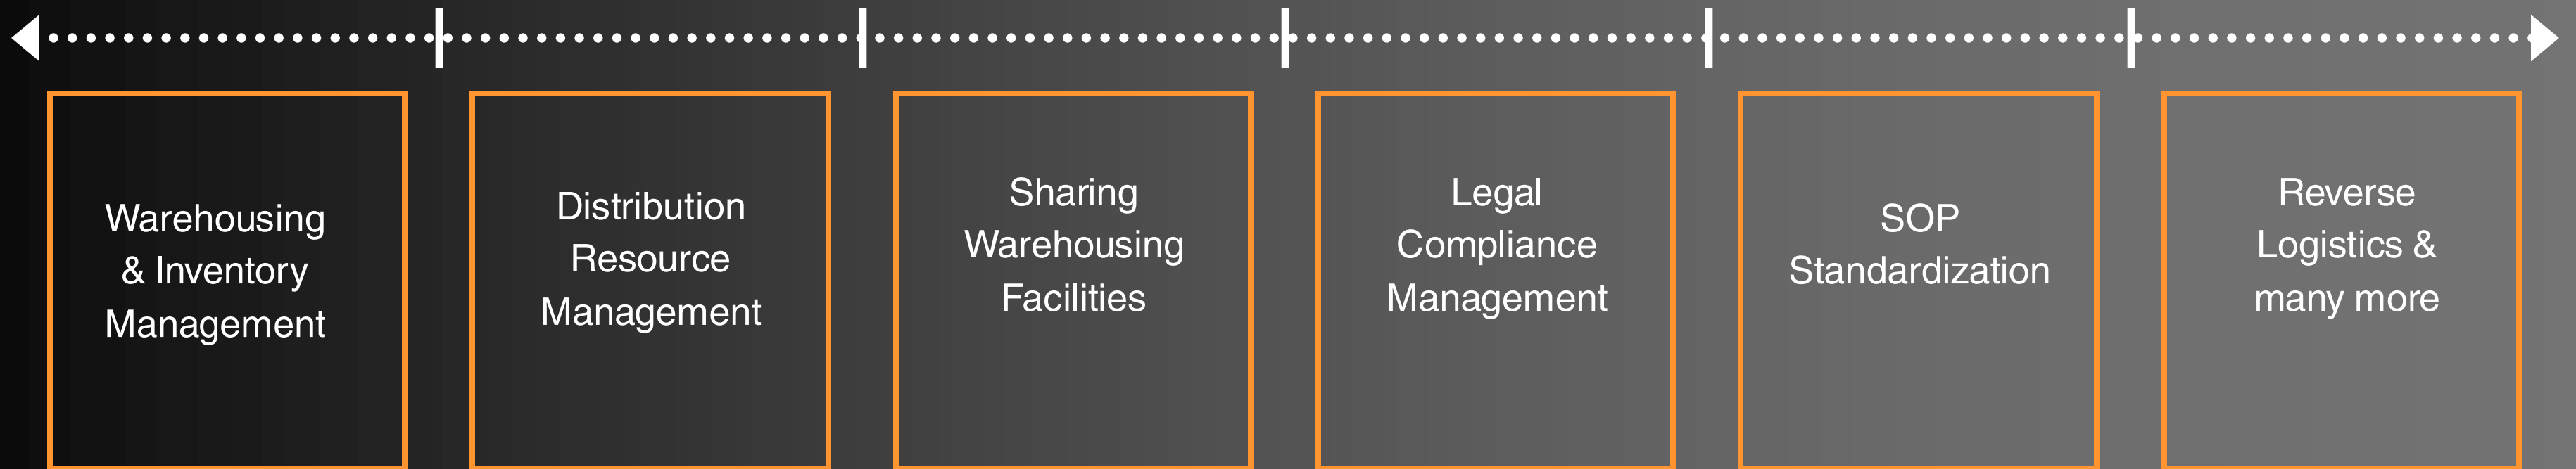 Warehousing
& Inventory
Management
Distribution
Resource
Management
Sharing
Warehousing
Facilities
Legal
Compliance
Management
SOP
Standardization
Reverse
Logistics &
many more